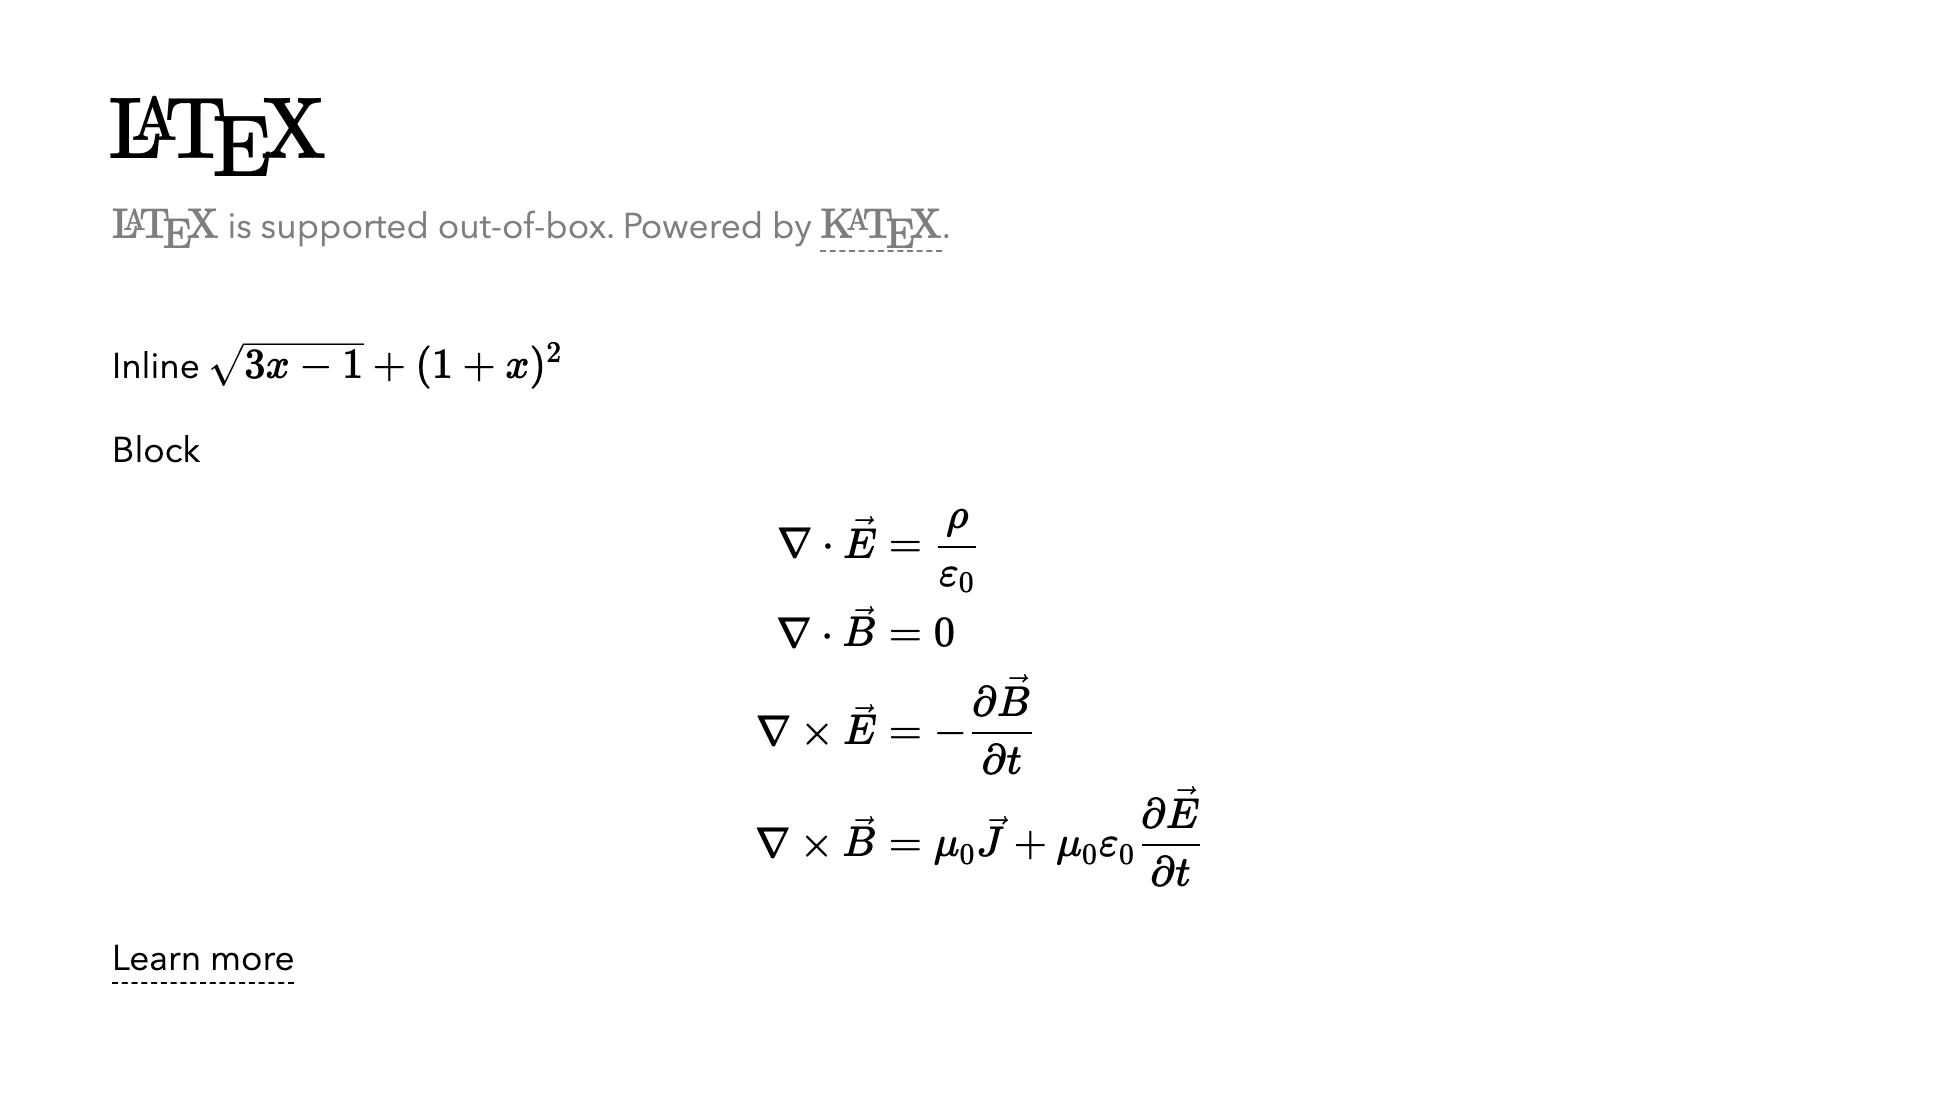 LATEX
LATEX is supported out-of-box. Powered by KATEX.
Inline √(3x − 1) + (1 + x)²
Block
∇ · E⃗ = ρ/ε₀
∇ · B⃗ = 0
∇ × E⃗ = −∂B⃗/∂t
∇ × B⃗ = μ₀J⃗ + μ₀ε₀ ∂E⃗/∂t
Learn more